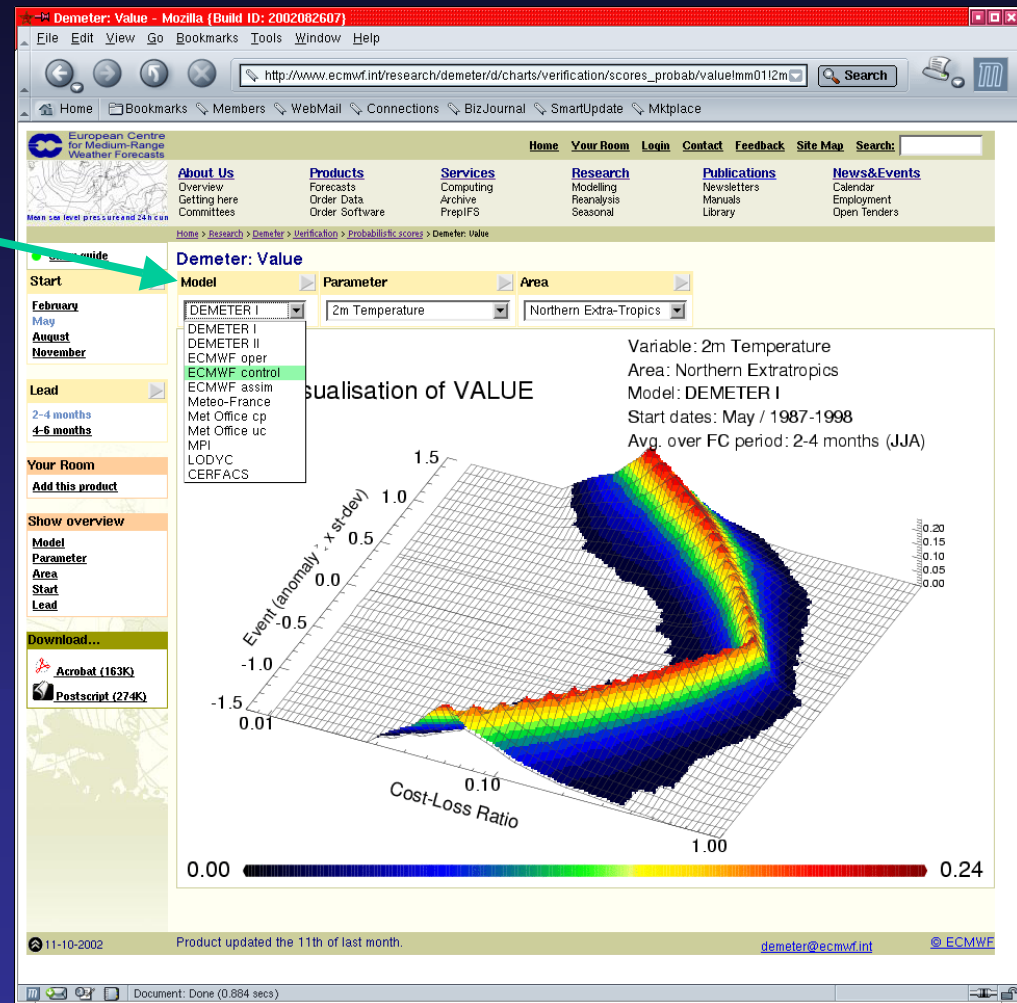 Demeter: Value - Mozilla {Build ID: 2002082607}
File Edit View Go Bookmarks Tools Window Help
http://www.ecmwf.int/research/demeter/d/charts/verification/scores_probab/value!mm01!2m
Search
Home Bookmarks Members WebMail Connections BizJournal SmartUpdate Mktplace
European Centre
for Medium-Range
Weather Forecasts
Home Your Room Login Contact Feedback Site Map Search:
About Us Products Services Research Publications News&Events
Overview Forecasts Computing Modelling Newsletters Calendar
Getting here Order Data Archive Reanalysis Manuals Employment
Committees Order Software PrepIFS Seasonal Library Open Tenders
Mean sea level pressure and 24h cun
Home > Research > Demeter > Verification > Probabilistic scores > Demeter: Value
guide
Demeter: Value
Start
Model Parameter Area
February
DEMETER I 2m Temperature Northern Extra-Tropics
May
August
November
DEMETER I
DEMETER II
ECMWF oper
ECMWF control
ECMWF assim
Meteo-France
Met Office cp
Met Office uc
MPI
LODYC
CERFACS
Lead
2-4 months
4-6 months
Your Room
Add this product
Show overview
Model
Parameter
Area
Start
Lead
Download...
Acrobat (163K)
Postscript (274K)
sualisation of VALUE
Variable: 2m Temperature
Area: Northern Extratropics
Model: DEMETER I
Start dates: May / 1987-1998
Avg. over FC period: 2-4 months (JJA)
1.5
1.0
0.5
0.0
-0.5
-1.0
-1.5
Event (anomaly x st-dev)
0.20
0.15
0.10
0.05
0.00
0.01
0.10
1.00
Cost-Loss Ratio
0.00 0.24
11-10-2002 Product updated the 11th of last month. demeter@ecmwf.int © ECMWF
Document: Done (0.884 secs)